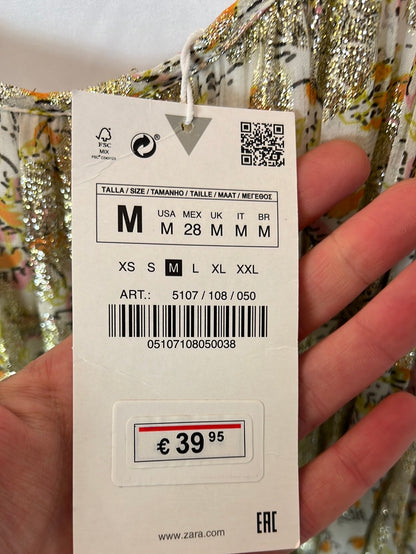 FSC
MIX
TALLA / SIZE / TAMANHO / TAILLE / MAAT / ΜΕΓΕΘΟΣ
M
USA MEX UK IT BR
M 28 M M M
XS S M L XL XXL
ART.: 5107 / 108 / 050
05107108050038
€ 39 95
www.zara.com
EAC